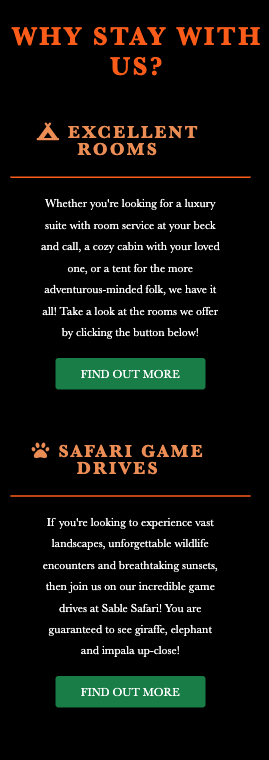 WHY STAY WITH
US?
EXCELLENT
ROOMS
Whether you're looking for a luxury
suite with room service at your beck
and call, a cozy cabin with your loved
one, or a tent for the more
adventurous-minded folk, we have it
all! Take a look at the rooms we offer
by clicking the button below!
FIND OUT MORE
SAFARI GAME
DRIVES
If you're looking to experience vast
landscapes, unforgettable wildlife
encounters and breathtaking sunsets,
then join us on our incredible game
drives at Sable Safari! You are
guaranteed to see giraffe, elephant
and impala up-close!
FIND OUT MORE